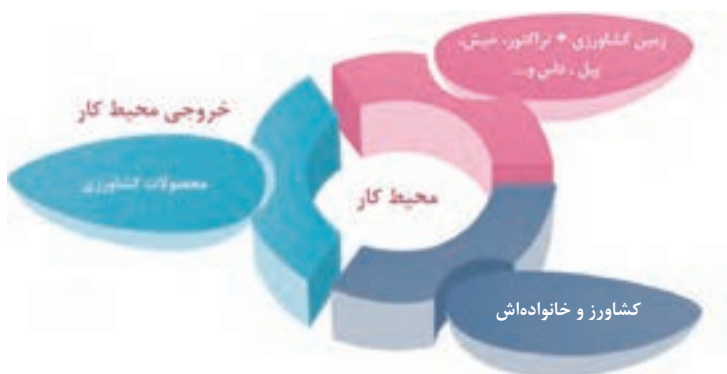 زمین کشاورزی + تراکتور، خیش،
بیل ، داس و...
خروجی محیط کار
محصولات کشاورزی
محیط کار
کشاورز و خانواده‌اش